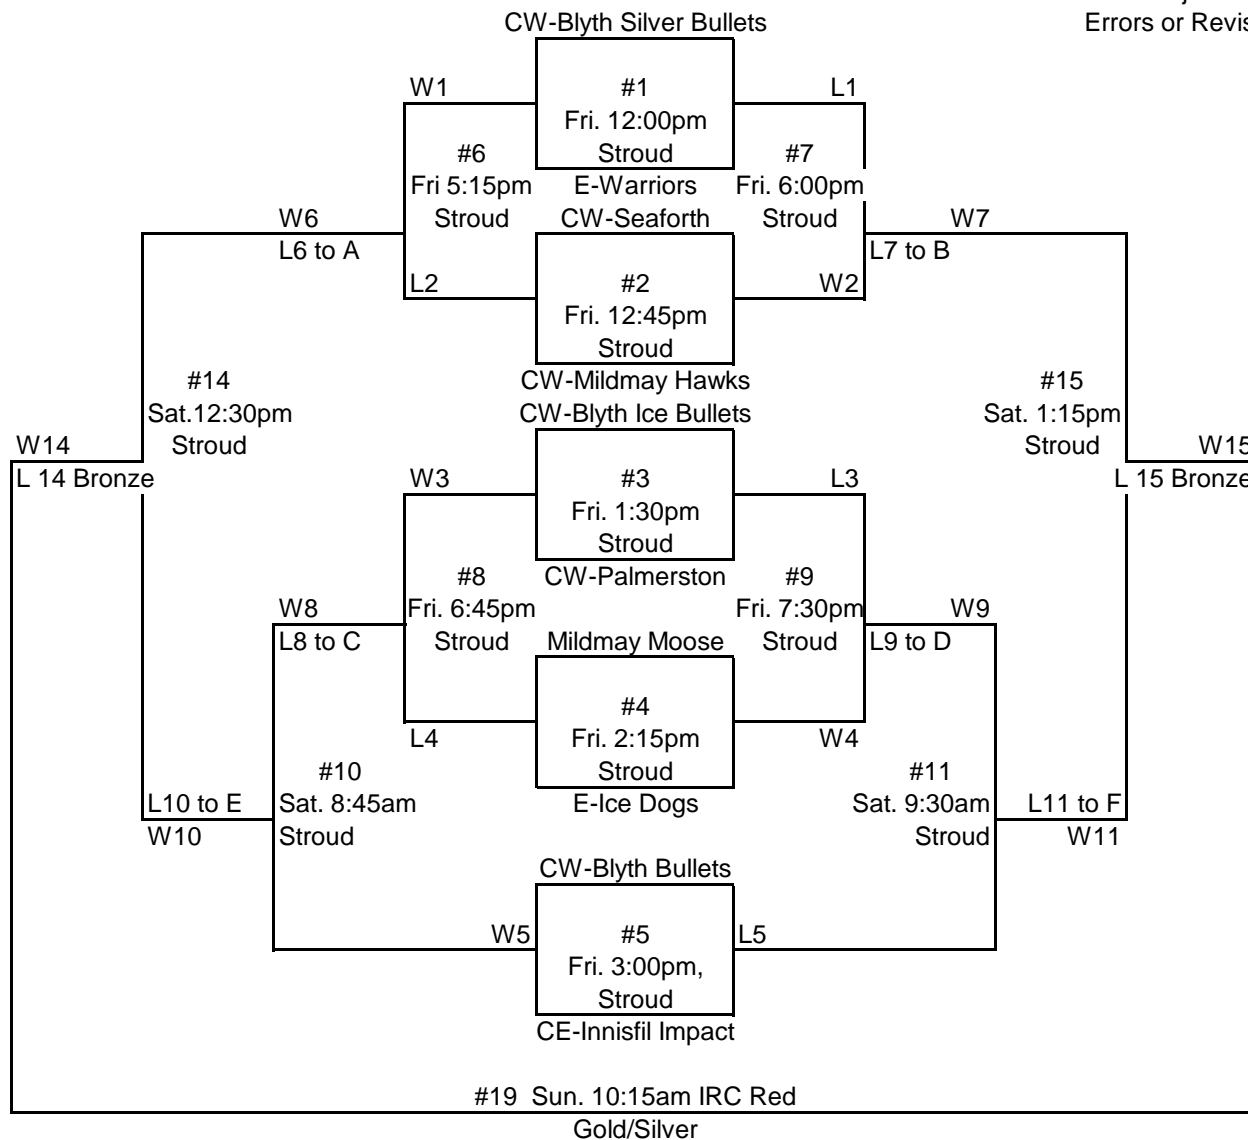 Errors or Revis
CW-Blyth Silver Bullets
W1
#1
L1
Fri. 12:00pm
Stroud
#6
#7
Fri 5:15pm
E-Warriors
Fri. 6:00pm
W6
Stroud
CW-Seaforth
Stroud
W7
L6 to A
L7 to B
L2
#2
W2
Fri. 12:45pm
Stroud
#14
CW-Mildmay Hawks
#15
Sat.12:30pm
CW-Blyth Ice Bullets
Sat. 1:15pm
W14
Stroud
Stroud
W15
L 14 Bronze
W3
#3
L3
L 15 Bronze
Fri. 1:30pm
Stroud
#8
CW-Palmerston
#9
W8
Fri. 6:45pm
Fri. 7:30pm
W9
L8 to C
Stroud
Mildmay Moose
Stroud
L9 to D
#4
L4
Fri. 2:15pm
W4
#10
Stroud
#11
L10 to E
Sat. 8:45am
E-Ice Dogs
Sat. 9:30am
L11 to F
W10
Stroud
Stroud
W11
CW-Blyth Bullets
W5
#5
L5
Fri. 3:00pm,
Stroud
CE-Innisfil Impact
#19 Sun. 10:15am IRC Red
Gold/Silver